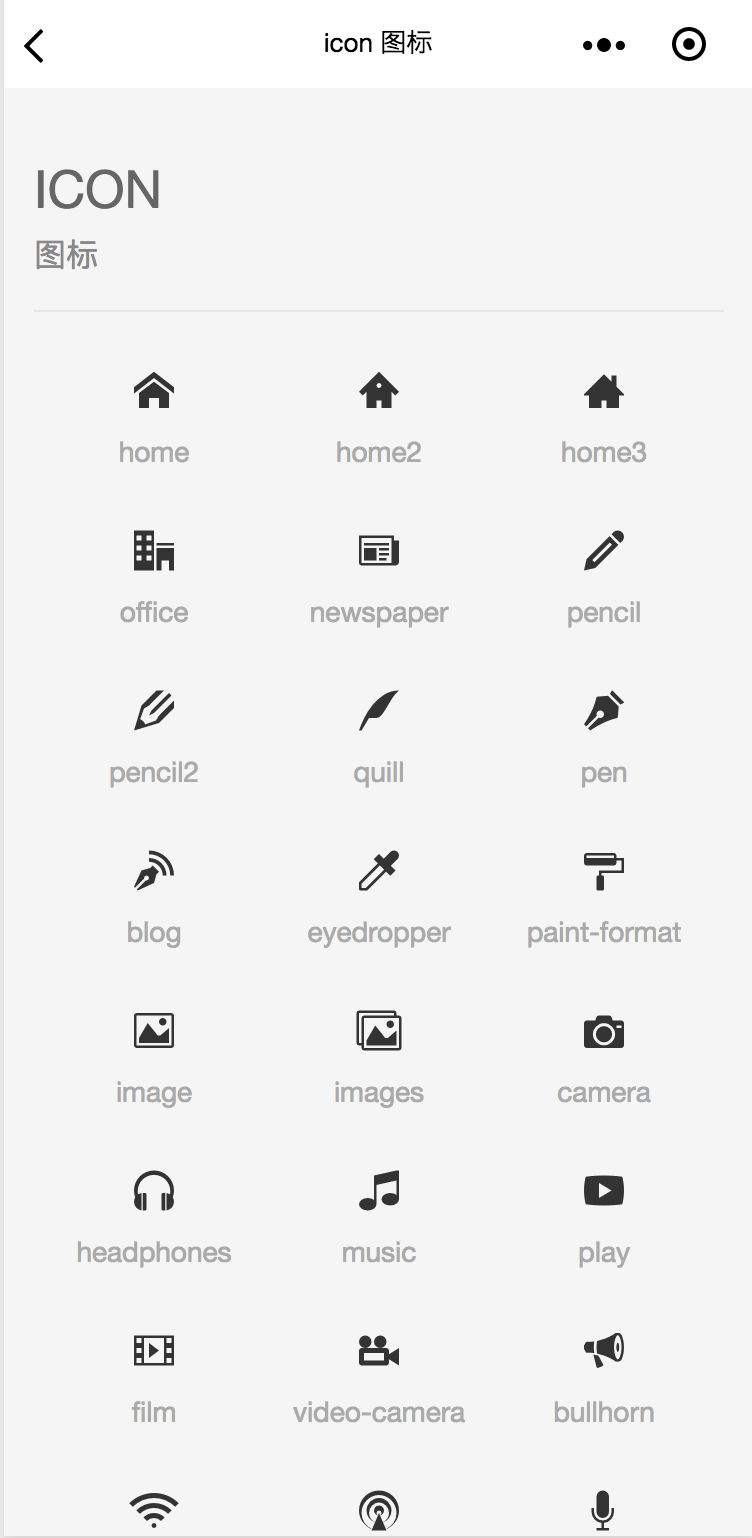 icon 图标
ICON
图标
home
home2
home3
office
newspaper
pencil
pencil2
quill
pen
blog
eyedropper
paint-format
image
images
camera
headphones
music
play
film
video-camera
bullhorn